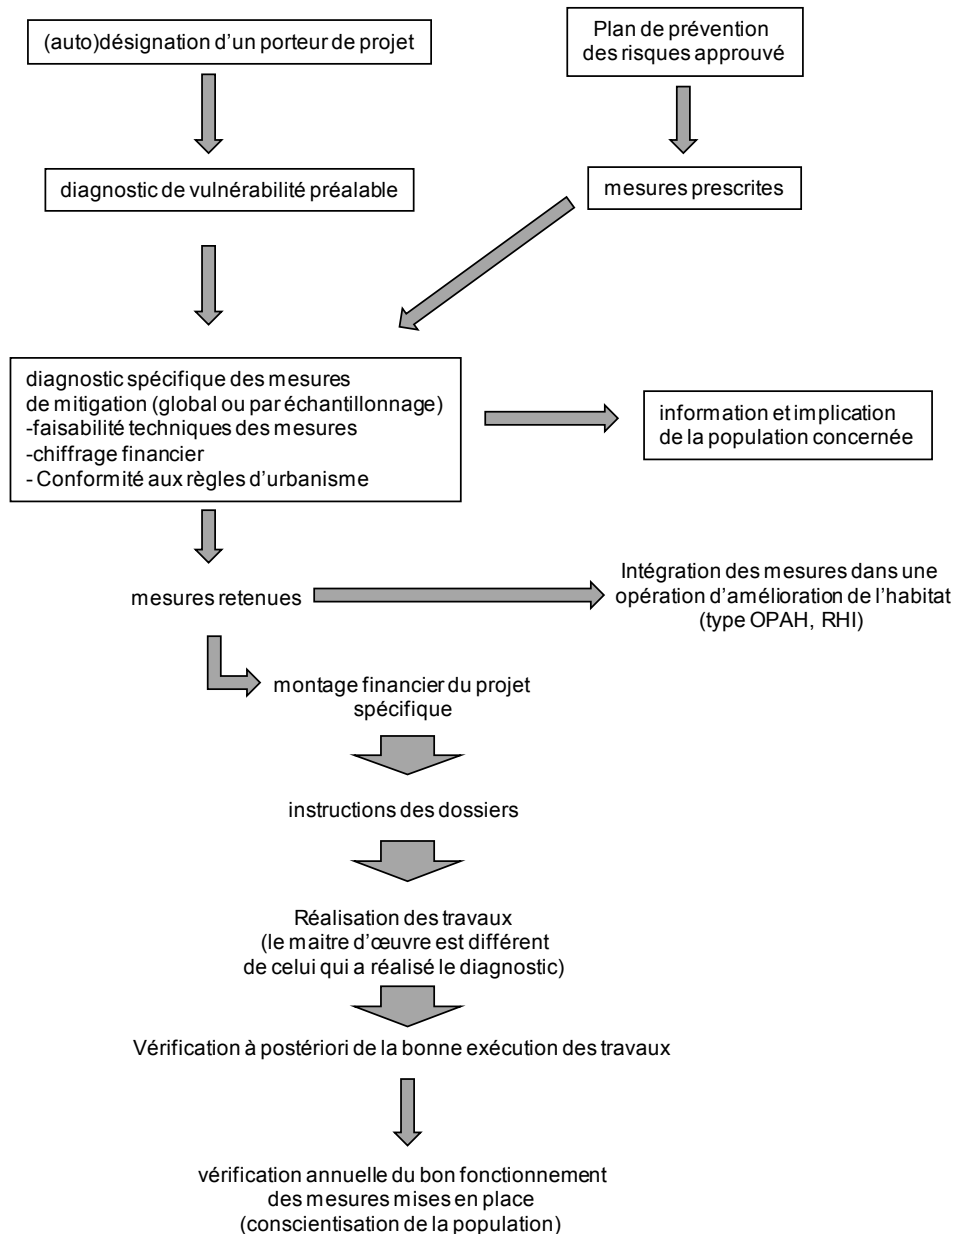 (auto)désignation d'un porteur de projet
Plan de prévention
des risques approuvé
diagnostic de vulnérabilité préalable
mesures prescrites
diagnostic spécifique des mesures
de mitigation (global ou par échantillonnage)
-faisabilité techniques des mesures
-chiffrage financier
- Conformité aux règles d'urbanisme
information et implication
de la population concernée
mesures retenues
Intégration des mesures dans une
opération d'amélioration de l'habitat
(type OPAH, RHI)
montage financier du projet
spécifique
instructions des dossiers
Réalisation des travaux
(le maitre d'œuvre est différent
de celui qui a réalisé le diagnostic)
Vérification à postériori de la bonne exécution des travaux
vérification annuelle du bon fonctionnement
des mesures mises en place
(conscientisation de la population)